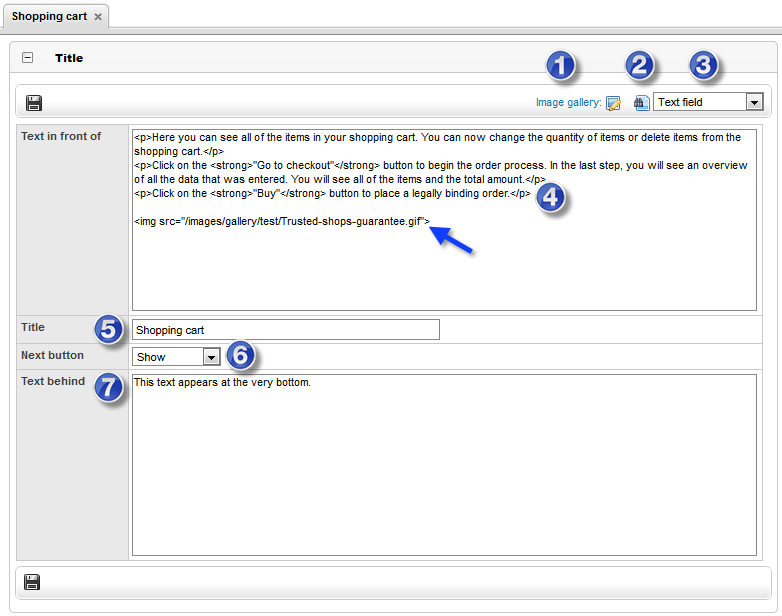 Shopping cart
Title
1
2
3
Image gallery:
Text field
Text in front of
<p>Here you can see all of the items in your shopping cart. You can now change the quantity of items or delete items from the
shopping cart.</p>
<p>Click on the <strong>"Go to checkout"</strong> button to begin the order process. In the last step, you will see an overview
of all the data that was entered. You will see all of the items and the total amount.</p>
<p>Click on the <strong>"Buy"</strong> button to place a legally binding order.</p>
4
<img src="/images/gallery/test/Trusted-shops-guarantee.gif">
Title
5
Shopping cart
Next button
Show
6
Text behind
7
This text appears at the very bottom.